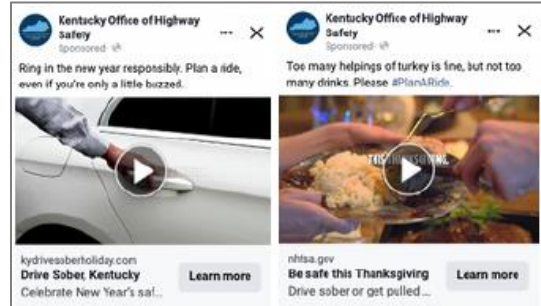 Kentucky Office of Highway
Safety
Sponsored
Ring in the new year responsibly. Plan a ride,
even if you're only a little buzzed.
kydrivesoberholiday.com
Drive Sober, Kentucky
Celebrate New Year's saf...
Learn more
Kentucky Office of Highway
Safety
Sponsored
Too many helpings of turkey is fine, but not too
many drinks. Please #PlanARide.
THIS THANKSGIVING,
nhtsa.gov
Be safe this Thanksgiving
Drive sober or get pulled ...
Learn more